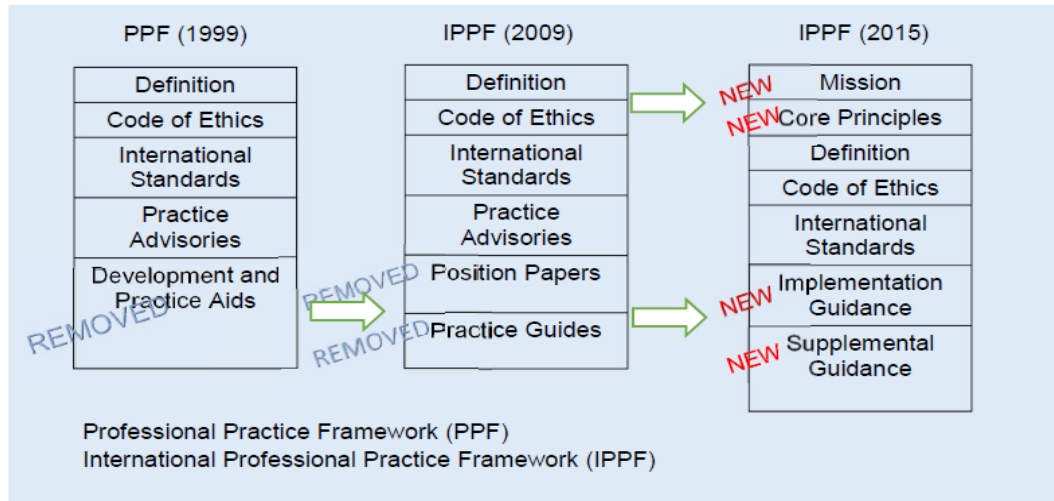 PPF (1999)
Definition
Code of Ethics
International
Standards
Practice
Advisories
Development and
Practice Aids
REMOVED
IPPF (2009)
Definition
Code of Ethics
International
Standards
Practice
Advisories
REMOVED
Position Papers
REMOVED
Practice Guides
IPPF (2015)
NEW
Mission
NEW
Core Principles
Definition
Code of Ethics
International
Standards
NEW
Implementation
Guidance
NEW
Supplemental
Guidance
Professional Practice Framework (PPF)
International Professional Practice Framework (IPPF)